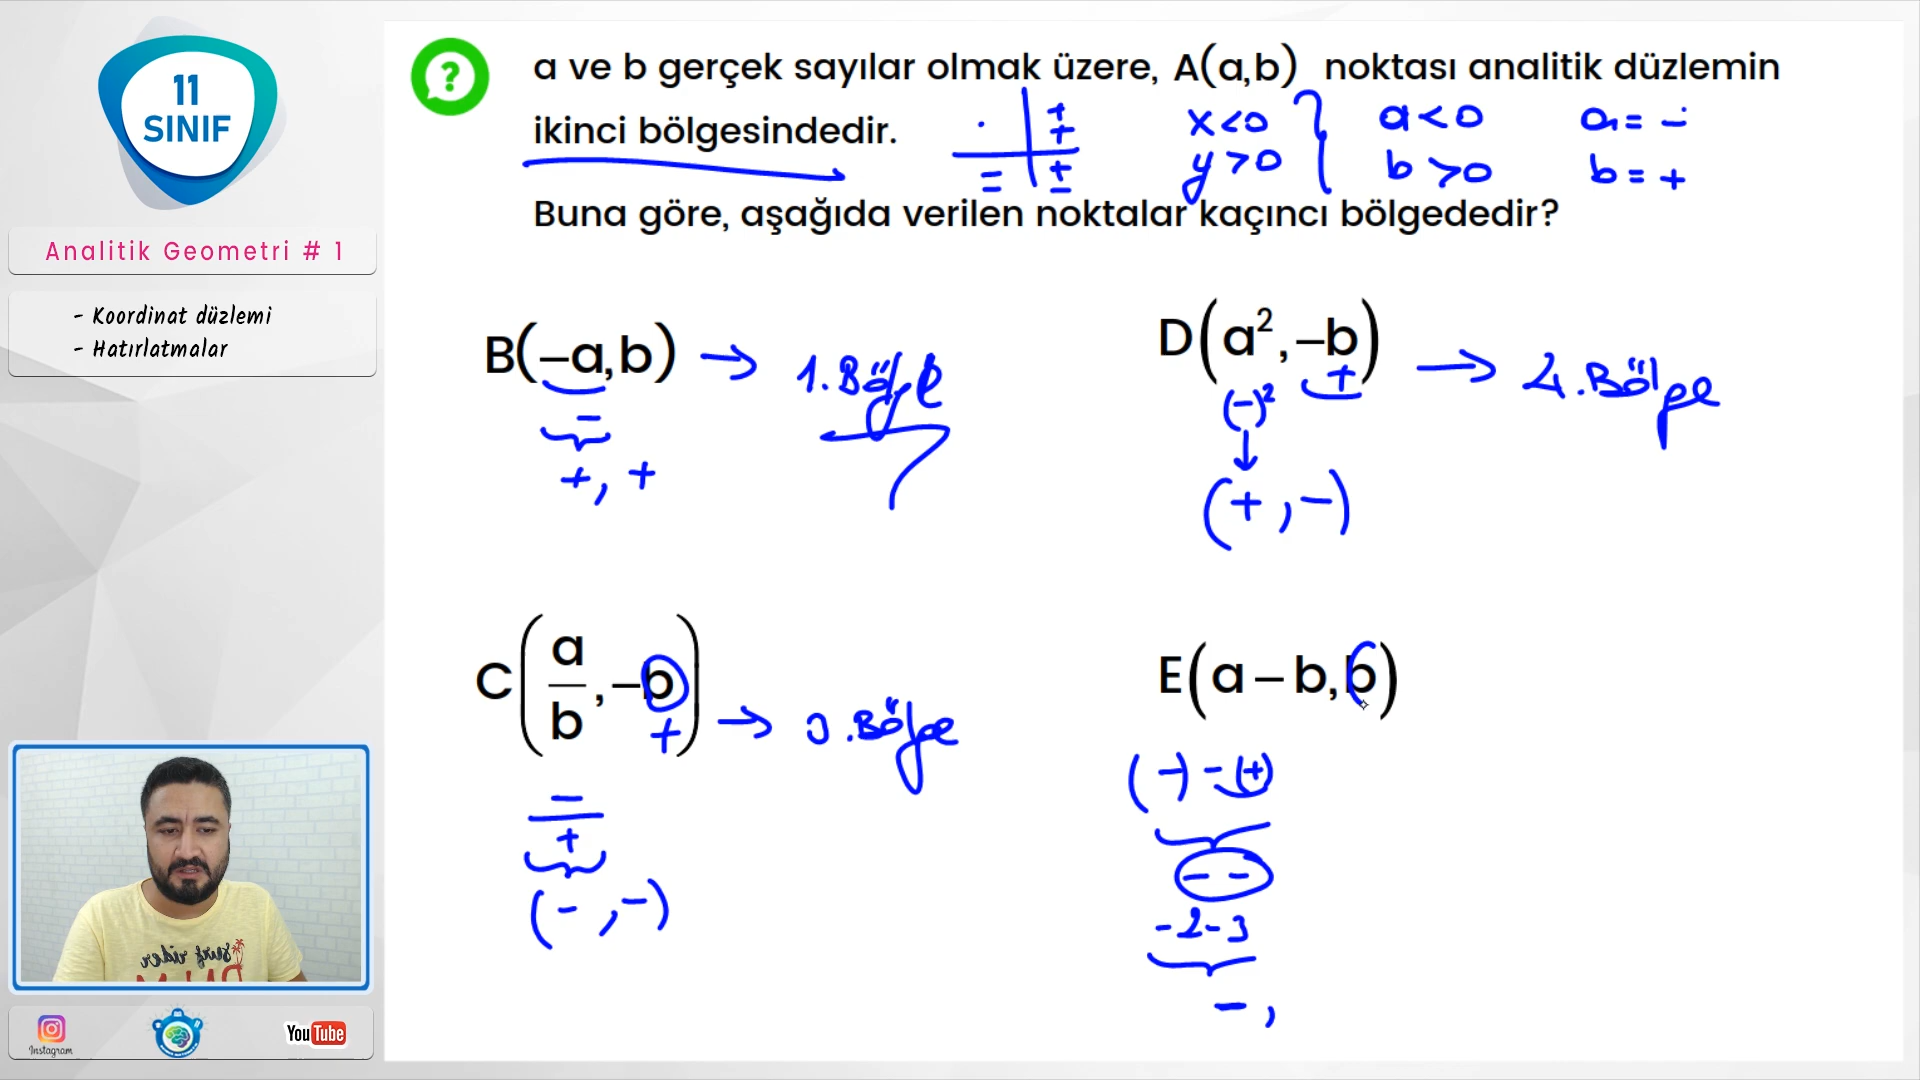 11
SINIF
Analitik Geometri # 1
- Koordinat düzlemi
- Hatırlatmalar
Instagram
YouTube
a ve b gerçek sayılar olmak üzere, A(a,b) noktası analitik düzlemin
ikinci bölgesindedir.
+
+
=
+
-
x<0
y>0
a<0
b>0
a = -
b = +
Buna göre, aşağıda verilen noktalar kaçıncı bölgededir?
B(-a,b) → 1.Bölge
-
+, +
D(a²,-b) → 4.Bölge
+
(-)²
(+,-)
C(a/b,-b) → 3.Bölge
+
-/+
(-,-)
E(a-b,b)
(-)-(+)
- -
-2-3
- ,